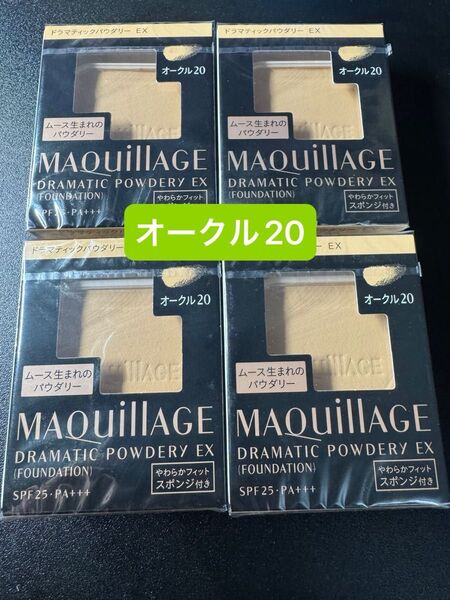 ドラマティックパウダリー EX
オークル20
ムース生まれの
パウダリー
MAQuillAGE
DRAMATIC POWDERY EX
(FOUNDATION)
SPF25・PA+++
やわらかフィット
ドラマティックパウダリー EX
オークル20
ムース生まれの
パウダリー
MAQuillAGE
DRAMATIC POWDERY EX
(FOUNDATION)
やわらかフィット
スポンジ付き
オークル20
ドラマティックパウダリー
オークル20
ムース生まれの
パウダリー
MAQuillAGE
DRAMATIC POWDERY EX
(FOUNDATION)
SPF25・PA+++
やわらかフィット
スポンジ付き
EX
オークル20
ムース生まれの
パウダリー
MAQuillAGE
DRAMATIC POWDERY EX
(FOUNDATION)
SPF25・PA+++
やわらかフィット
スポンジ付き